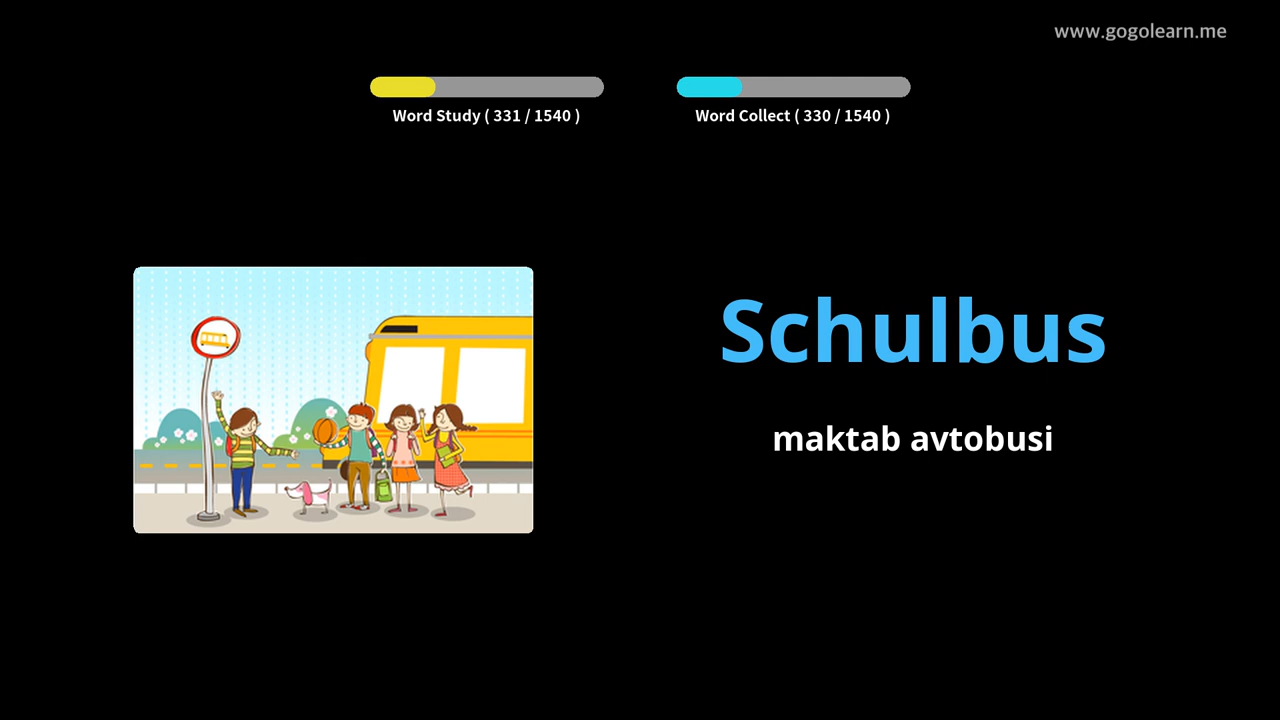 www.gogolearn.me
Word Study ( 331 / 1540 )
Word Collect ( 330 / 1540 )
Schulbus
maktab avtobusi